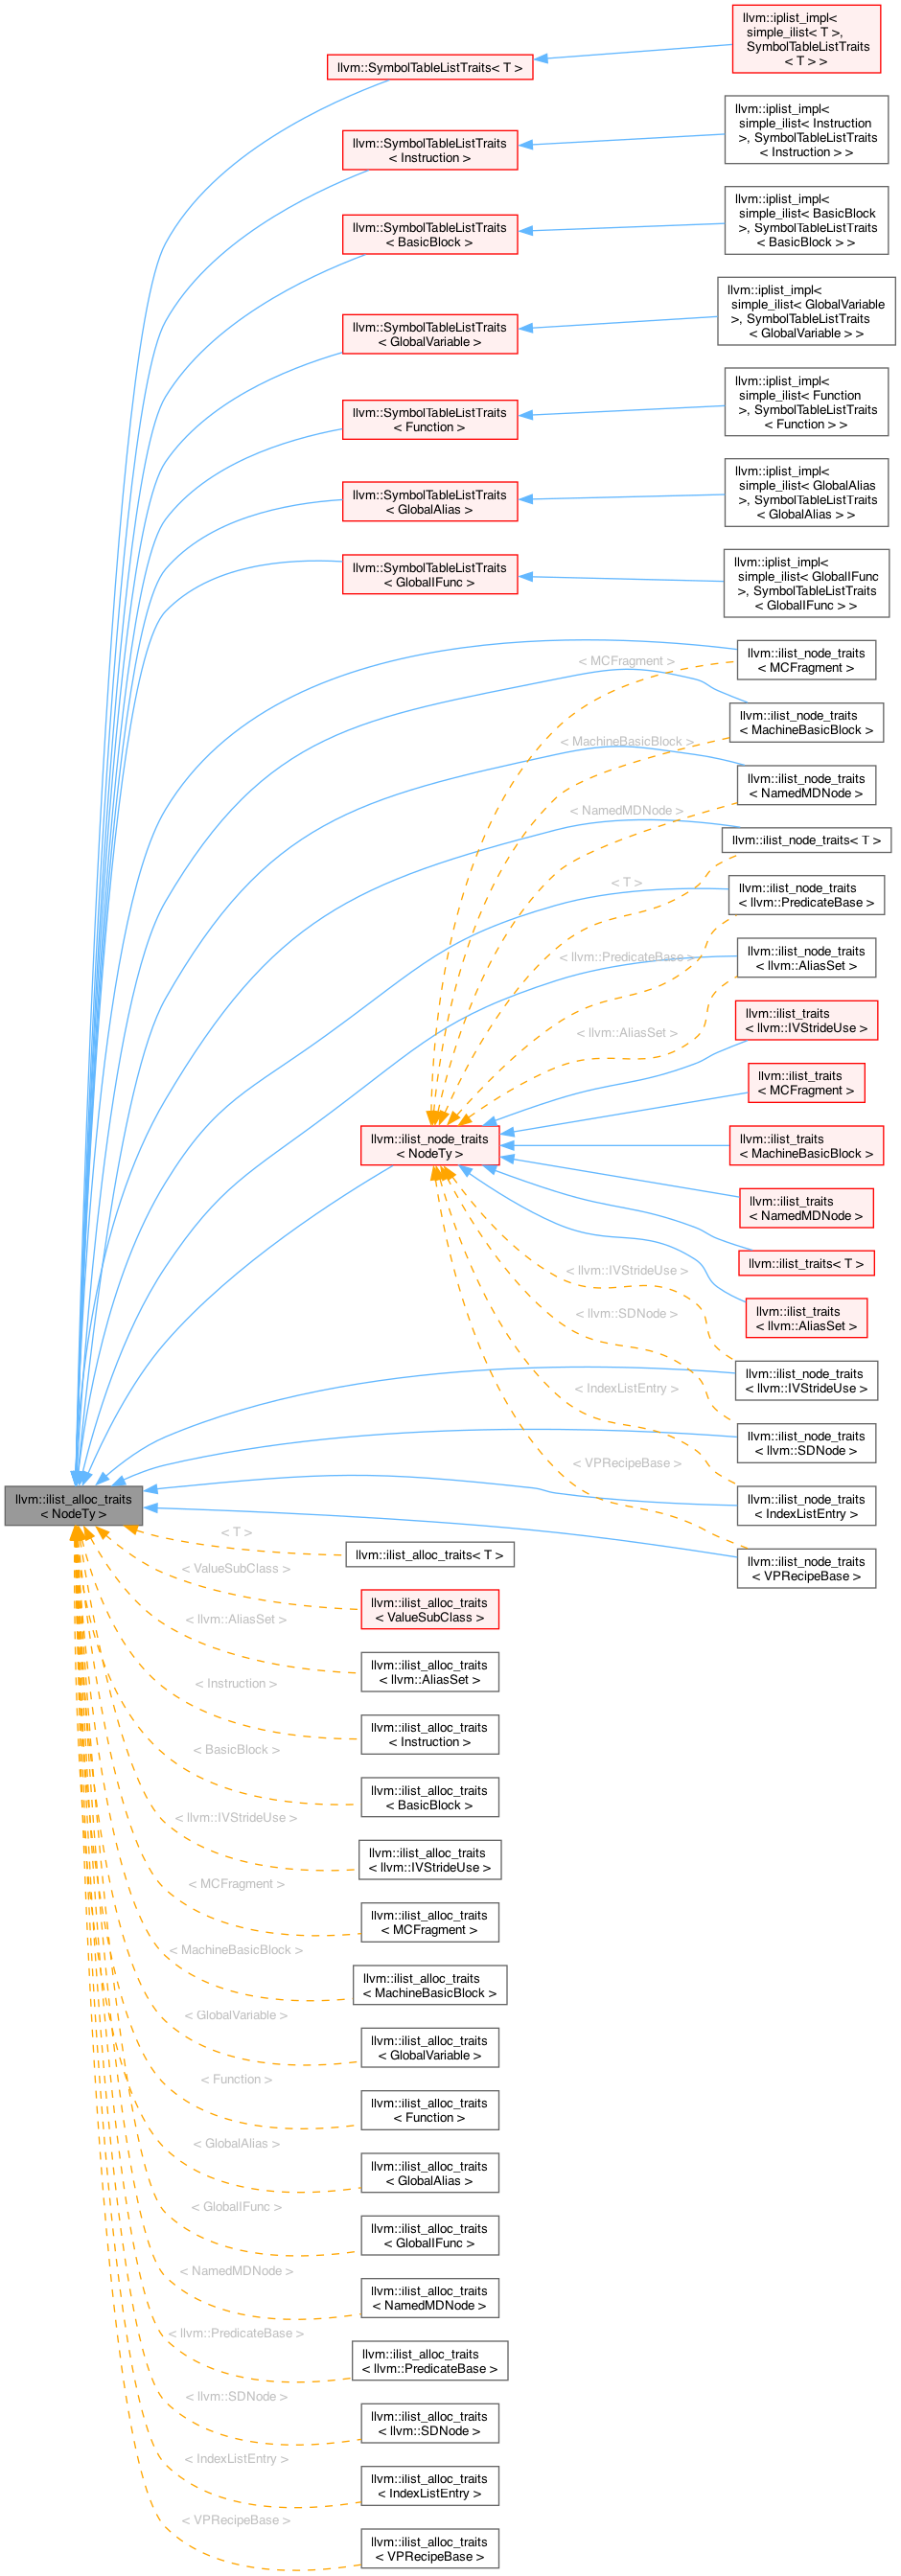 llvm::iplist_impl<
simple_ilist< T >,
SymbolTableListTraits
< T > >
llvm::SymbolTableListTraits< T >
llvm::iplist_impl<
simple_ilist< Instruction
>, SymbolTableListTraits
< Instruction > >
llvm::SymbolTableListTraits
< Instruction >
llvm::iplist_impl<
simple_ilist< BasicBlock
>, SymbolTableListTraits
< BasicBlock > >
llvm::SymbolTableListTraits
< BasicBlock >
llvm::iplist_impl<
simple_ilist< GlobalVariable
>, SymbolTableListTraits
< GlobalVariable > >
llvm::SymbolTableListTraits
< GlobalVariable >
llvm::iplist_impl<
simple_ilist< Function
>, SymbolTableListTraits
< Function > >
llvm::SymbolTableListTraits
< Function >
llvm::iplist_impl<
simple_ilist< GlobalAlias
>, SymbolTableListTraits
< GlobalAlias > >
llvm::SymbolTableListTraits
< GlobalAlias >
llvm::iplist_impl<
simple_ilist< GlobalIFunc
>, SymbolTableListTraits
< GlobalIFunc > >
llvm::SymbolTableListTraits
< GlobalIFunc >
llvm::ilist_node_traits
< MCFragment >
< MCFragment >
llvm::ilist_node_traits
< MachineBasicBlock >
< MachineBasicBlock >
llvm::ilist_node_traits
< NamedMDNode >
< NamedMDNode >
llvm::ilist_node_traits< T >
< T >
llvm::ilist_node_traits
< llvm::PredicateBase >
< llvm::PredicateBase >
llvm::ilist_node_traits
< llvm::AliasSet >
< llvm::AliasSet >
llvm::ilist_traits
< llvm::IVStrideUse >
llvm::ilist_traits
< MCFragment >
llvm::ilist_node_traits
< NodeTy >
llvm::ilist_traits
< MachineBasicBlock >
llvm::ilist_traits
< NamedMDNode >
llvm::ilist_traits< T >
llvm::ilist_traits
< llvm::AliasSet >
< llvm::IVStrideUse >
llvm::ilist_node_traits
< llvm::IVStrideUse >
< llvm::SDNode >
llvm::ilist_node_traits
< llvm::SDNode >
< IndexListEntry >
llvm::ilist_node_traits
< IndexListEntry >
< VPRecipeBase >
llvm::ilist_node_traits
< VPRecipeBase >
llvm::ilist_alloc_traits
< NodeTy >
< T >
llvm::ilist_alloc_traits< T >
< ValueSubClass >
llvm::ilist_alloc_traits
< ValueSubClass >
< llvm::AliasSet >
llvm::ilist_alloc_traits
< llvm::AliasSet >
< Instruction >
llvm::ilist_alloc_traits
< Instruction >
< BasicBlock >
llvm::ilist_alloc_traits
< BasicBlock >
< llvm::IVStrideUse >
llvm::ilist_alloc_traits
< llvm::IVStrideUse >
< MCFragment >
llvm::ilist_alloc_traits
< MCFragment >
< MachineBasicBlock >
llvm::ilist_alloc_traits
< MachineBasicBlock >
< GlobalVariable >
llvm::ilist_alloc_traits
< GlobalVariable >
< Function >
llvm::ilist_alloc_traits
< Function >
< GlobalAlias >
llvm::ilist_alloc_traits
< GlobalAlias >
< GlobalIFunc >
llvm::ilist_alloc_traits
< GlobalIFunc >
< NamedMDNode >
llvm::ilist_alloc_traits
< NamedMDNode >
< llvm::PredicateBase >
llvm::ilist_alloc_traits
< llvm::PredicateBase >
< llvm::SDNode >
llvm::ilist_alloc_traits
< llvm::SDNode >
< IndexListEntry >
llvm::ilist_alloc_traits
< IndexListEntry >
< VPRecipeBase >
llvm::ilist_alloc_traits
< VPRecipeBase >